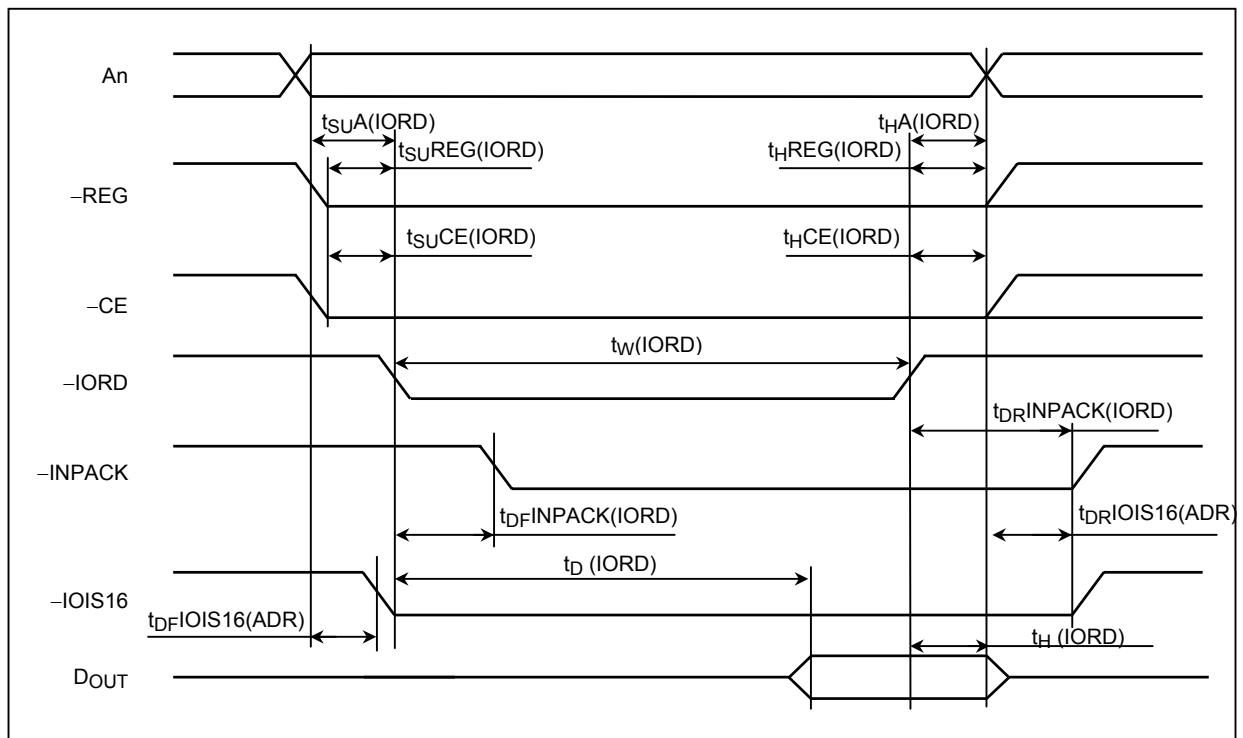 An
tSUA(IORD)
tHA(IORD)
tSUREG(IORD)
tHREG(IORD)
–REG
tSUCE(IORD)
tHCE(IORD)
–CE
tW(IORD)
–IORD
tDRINPACK(IORD)
–INPACK
tDFINPACK(IORD)
tDRIOIS16(ADR)
tD (IORD)
–IOIS16
tDFIOIS16(ADR)
tH (IORD)
DOUT